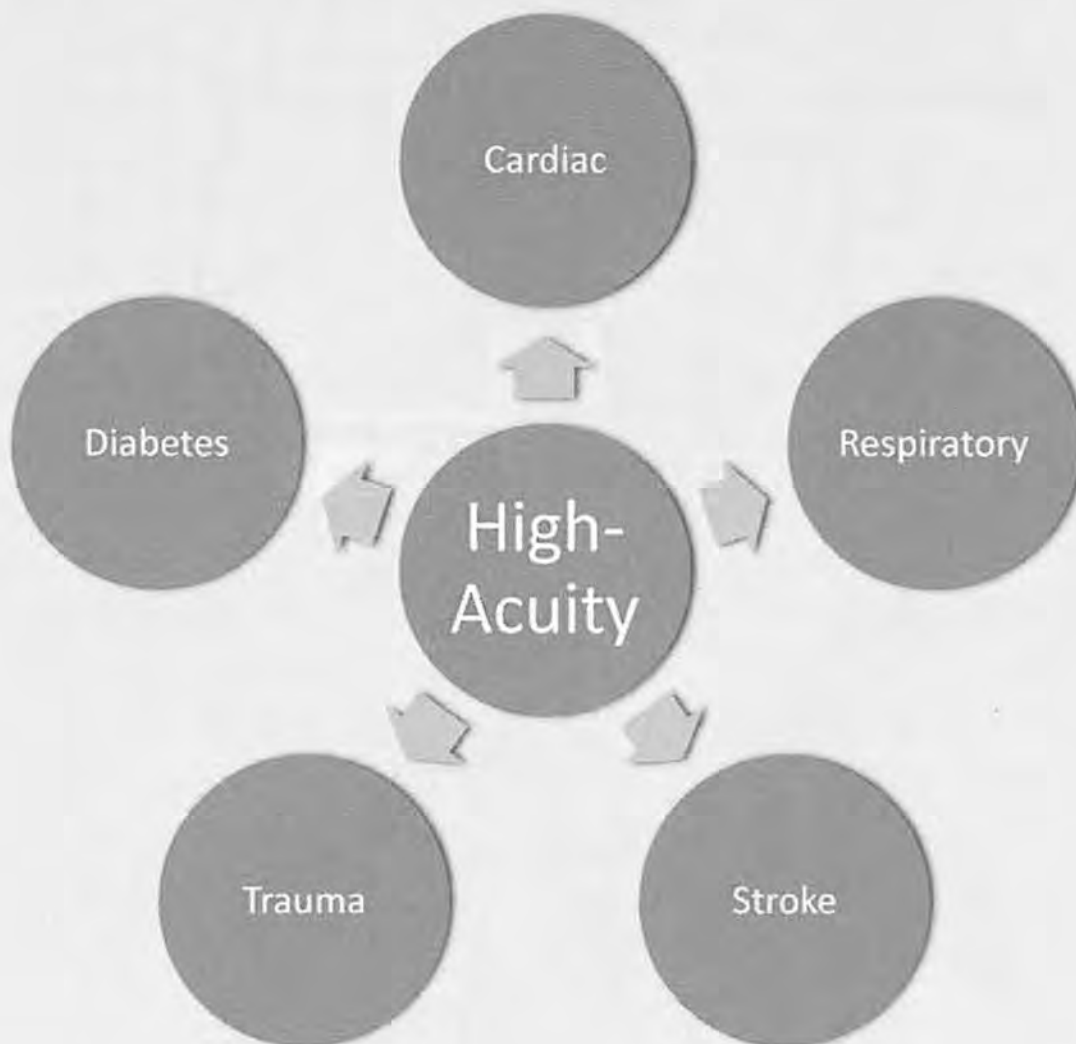 Cardiac
Diabetes
Respiratory
High-
Acuity
Trauma
Stroke